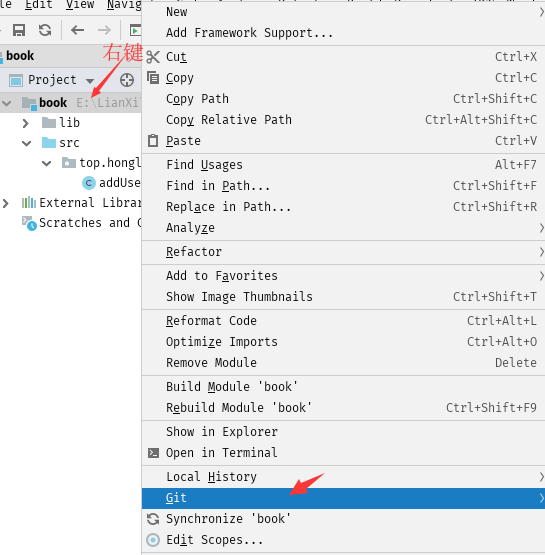 Edit View
book
右键
Project
book E:\LianXi
lib
src
top.hongl
addUse
External Librar
Scratches and C
New
Add Framework Support...
Cut Ctrl+X
Copy Ctrl+C
Copy Path Ctrl+Shift+C
Copy Relative Path Ctrl+Alt+Shift+C
Paste Ctrl+V
Find Usages Alt+F7
Find in Path... Ctrl+Shift+F
Replace in Path... Ctrl+Shift+R
Analyze
Refactor
Add to Favorites
Show Image Thumbnails Ctrl+Shift+T
Reformat Code Ctrl+Alt+L
Optimize Imports Ctrl+Alt+O
Remove Module Delete
Build Module 'book'
Rebuild Module 'book' Ctrl+Shift+F9
Show in Explorer
Open in Terminal
Local History
Git
Synchronize 'book'
Edit Scopes...